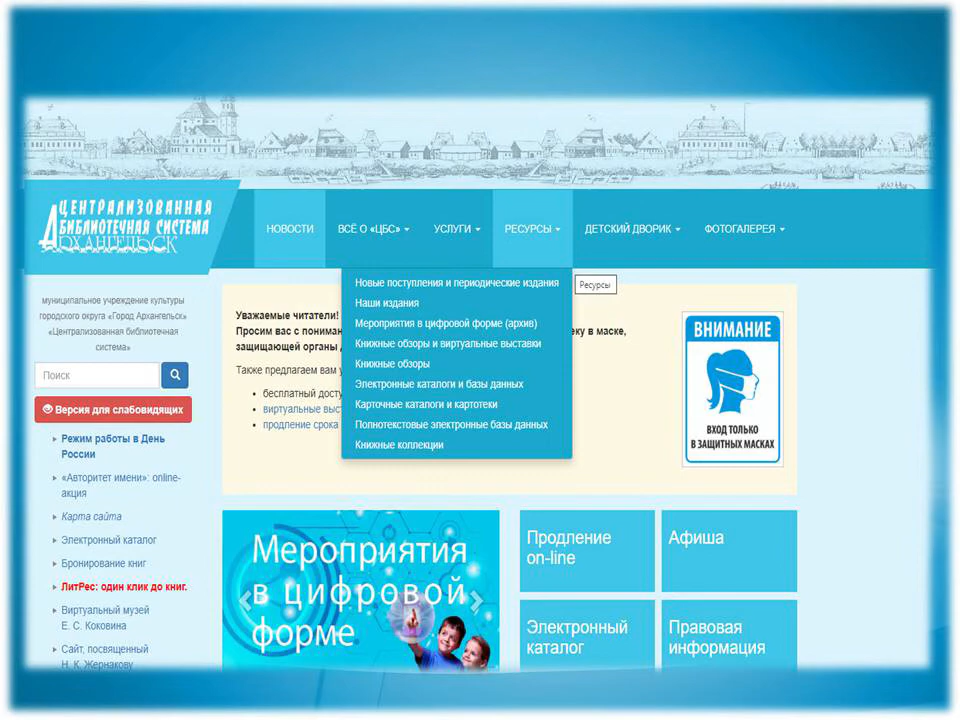 ЦЕНТРАЛИЗОВАННАЯ
БИБЛИОТЕЧНАЯ СИСТЕМА
АРХАНГЕЛЬСК
НОВОСТИ
ВСЁ О «ЦБС»
УСЛУГИ
РЕСУРСЫ
ДЕТСКИЙ ДВОРИК
ФОТОГАЛЕРЕЯ
Новые поступления и периодические издания
Наши издания
Мероприятия в цифровой форме (архив)
Книжные обзоры и виртуальные выставки
Книжные обзоры
Электронные каталоги и базы данных
Карточные каталоги и картотеки
Полнотекстовые электронные базы данных
Книжные коллекции
Ресурсы
муниципальное учреждение культуры
городского округа «Город Архангельск»
«Централизованная библиотечная
система»
Поиск
Версия для слабовидящих
Режим работы в День
России
«Авторитет имени»: online-
акция
Карта сайта
Электронный каталог
Бронирование книг
ЛитРес: один клик до книг.
Виртуальный музей
Е. С. Коковина
Сайт, посвященный
Н. К. Жернакову
Уважаемые читатели!
Просим вас с пониман еку в маске,
защищающей органы д
Также предлагаем вам у
бесплатный досту
виртуальные выст
продление срока
ВНИМАНИЕ
ВХОД ТОЛЬКО
В ЗАЩИТНЫХ МАСКАХ
Мероприятия
в цифровой
форме
Продление
on-line
Афиша
Электронный
каталог
Правовая
информация